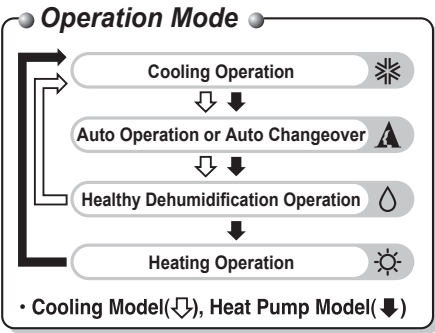 Operation Mode
Cooling Operation
Auto Operation or Auto Changeover
Healthy Dehumidification Operation
Heating Operation
• Cooling Model(⇩), Heat Pump Model(⬇)